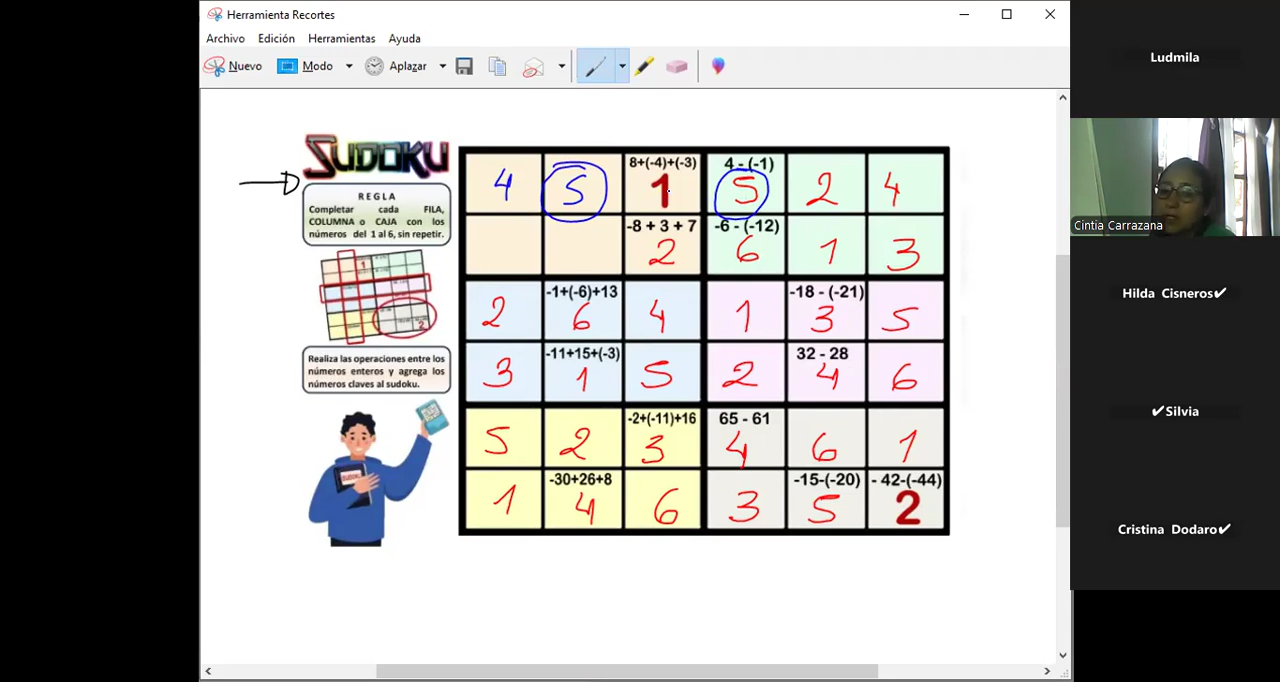 Herramienta Recortes
Archivo Edición Herramientas Ayuda
Nuevo Modo Aplazar
SUDOKU
REGLA
Completar cada FILA,
COLUMNA o CAJA con los
números del 1 al 6, sin repetir.
Realiza las operaciones entre los
números enteros y agrega los
números claves al sudoku.
SUDOKU
8+(-4)+(-3) 4 - (-1)
4 5 1 5 2 4
-8 + 3 + 7 -6 - (-12)
2 6 1 3
-1+(-6)+13 -18 - (-21)
2 6 4 1 3 5
-11+15+(-3) 32 - 28
3 1 5 2 4 6
-2+(-11)+16 65 - 61
5 2 3 4 6 1
-30+26+8 -15-(-20) - 42-(-44)
1 4 6 3 5 2
Ludmila
Cintia Carrazana
Hilda Cisneros✔
✔Silvia
Cristina Dodaro✔